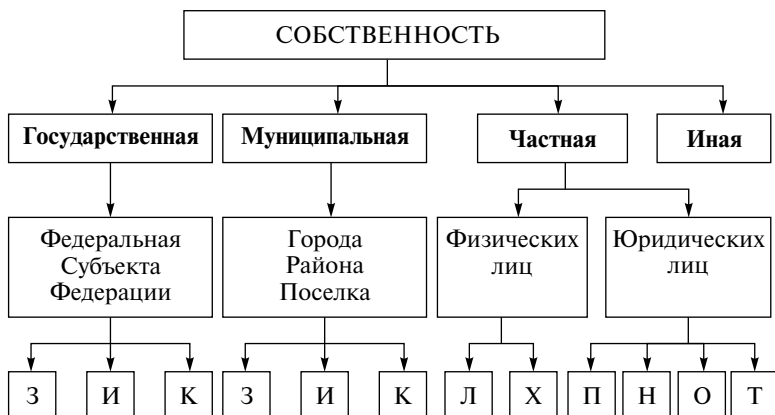 СОБСТВЕННОСТЬ
Государственная Муниципальная Частная Иная
Федеральная
Субъекта
Федерации
Города
Района
Поселка
Физических
лиц
Юридических
лиц
З И К З И К Л Х П Н О Т